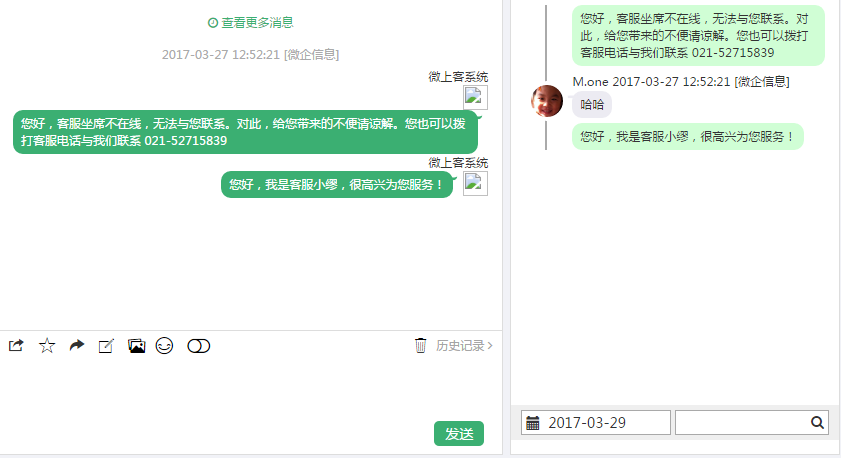 查看更多消息
2017-03-27 12:52:21 [微企信息]
微上客系统
您好，客服坐席不在线，无法与您联系。对此，给您带来的不便请谅解。您也可以拨
打客服电话与我们联系 021-52715839
微上客系统
您好，我是客服小缪，很高兴为您服务！
历史记录
发送
您好，客服坐席不在线，无法与您联系。对
此，给您带来的不便请谅解。您也可以拨打
客服电话与我们联系 021-52715839
M.one 2017-03-27 12:52:21 [微企信息]
哈哈
您好，我是客服小缪，很高兴为您服务！
2017-03-29